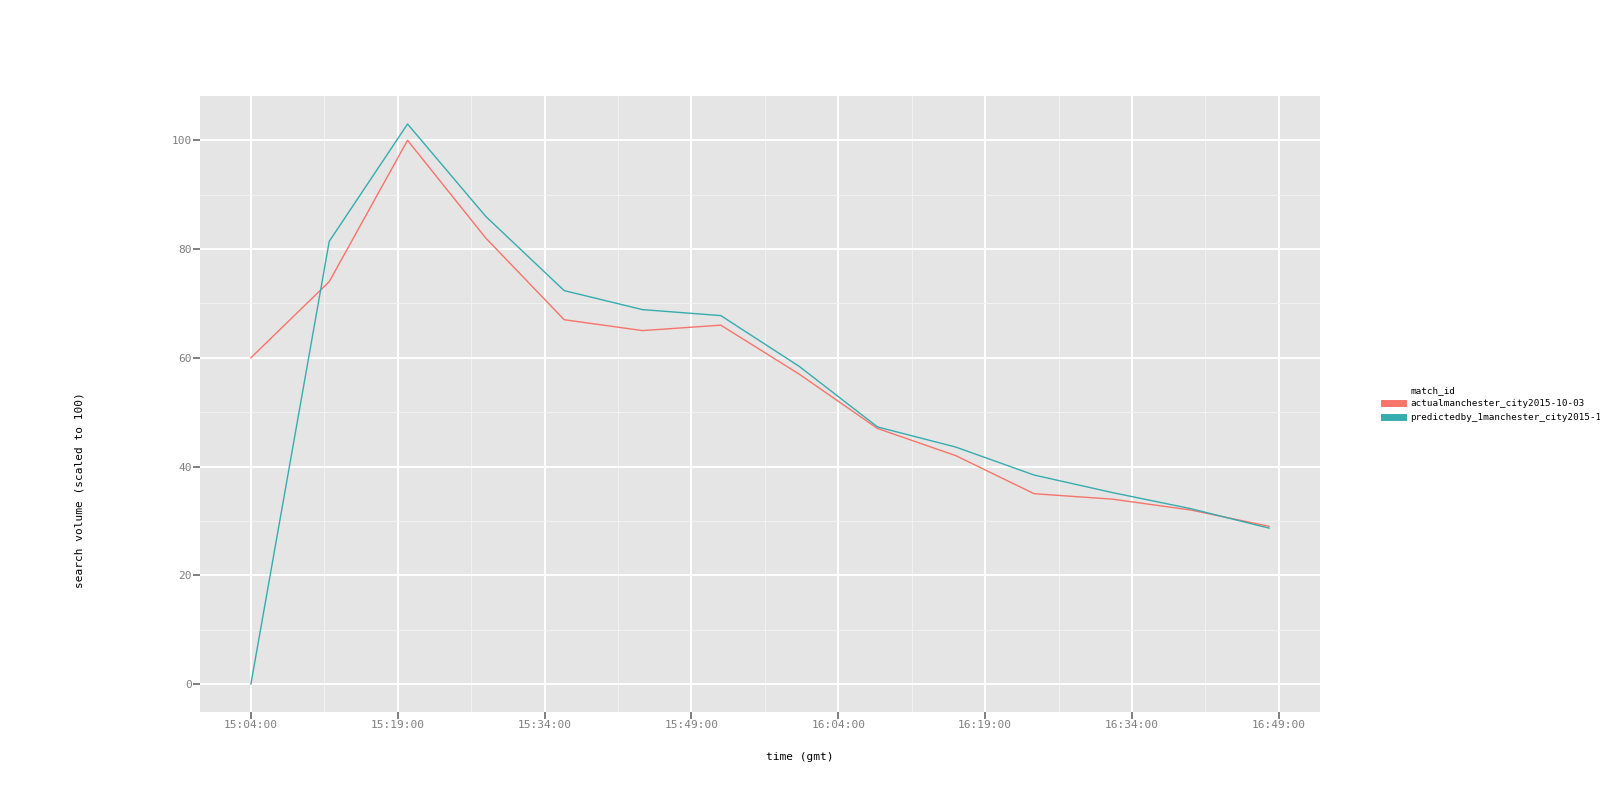 100
80
60
40
20
0
search volume (scaled to 100)
15:04:00 15:19:00 15:34:00 15:49:00 16:04:00 16:19:00 16:34:00 16:49:00
time (gmt)
match_id
actualmanchester_city2015-10-03
predictedby_1manchester_city2015-1